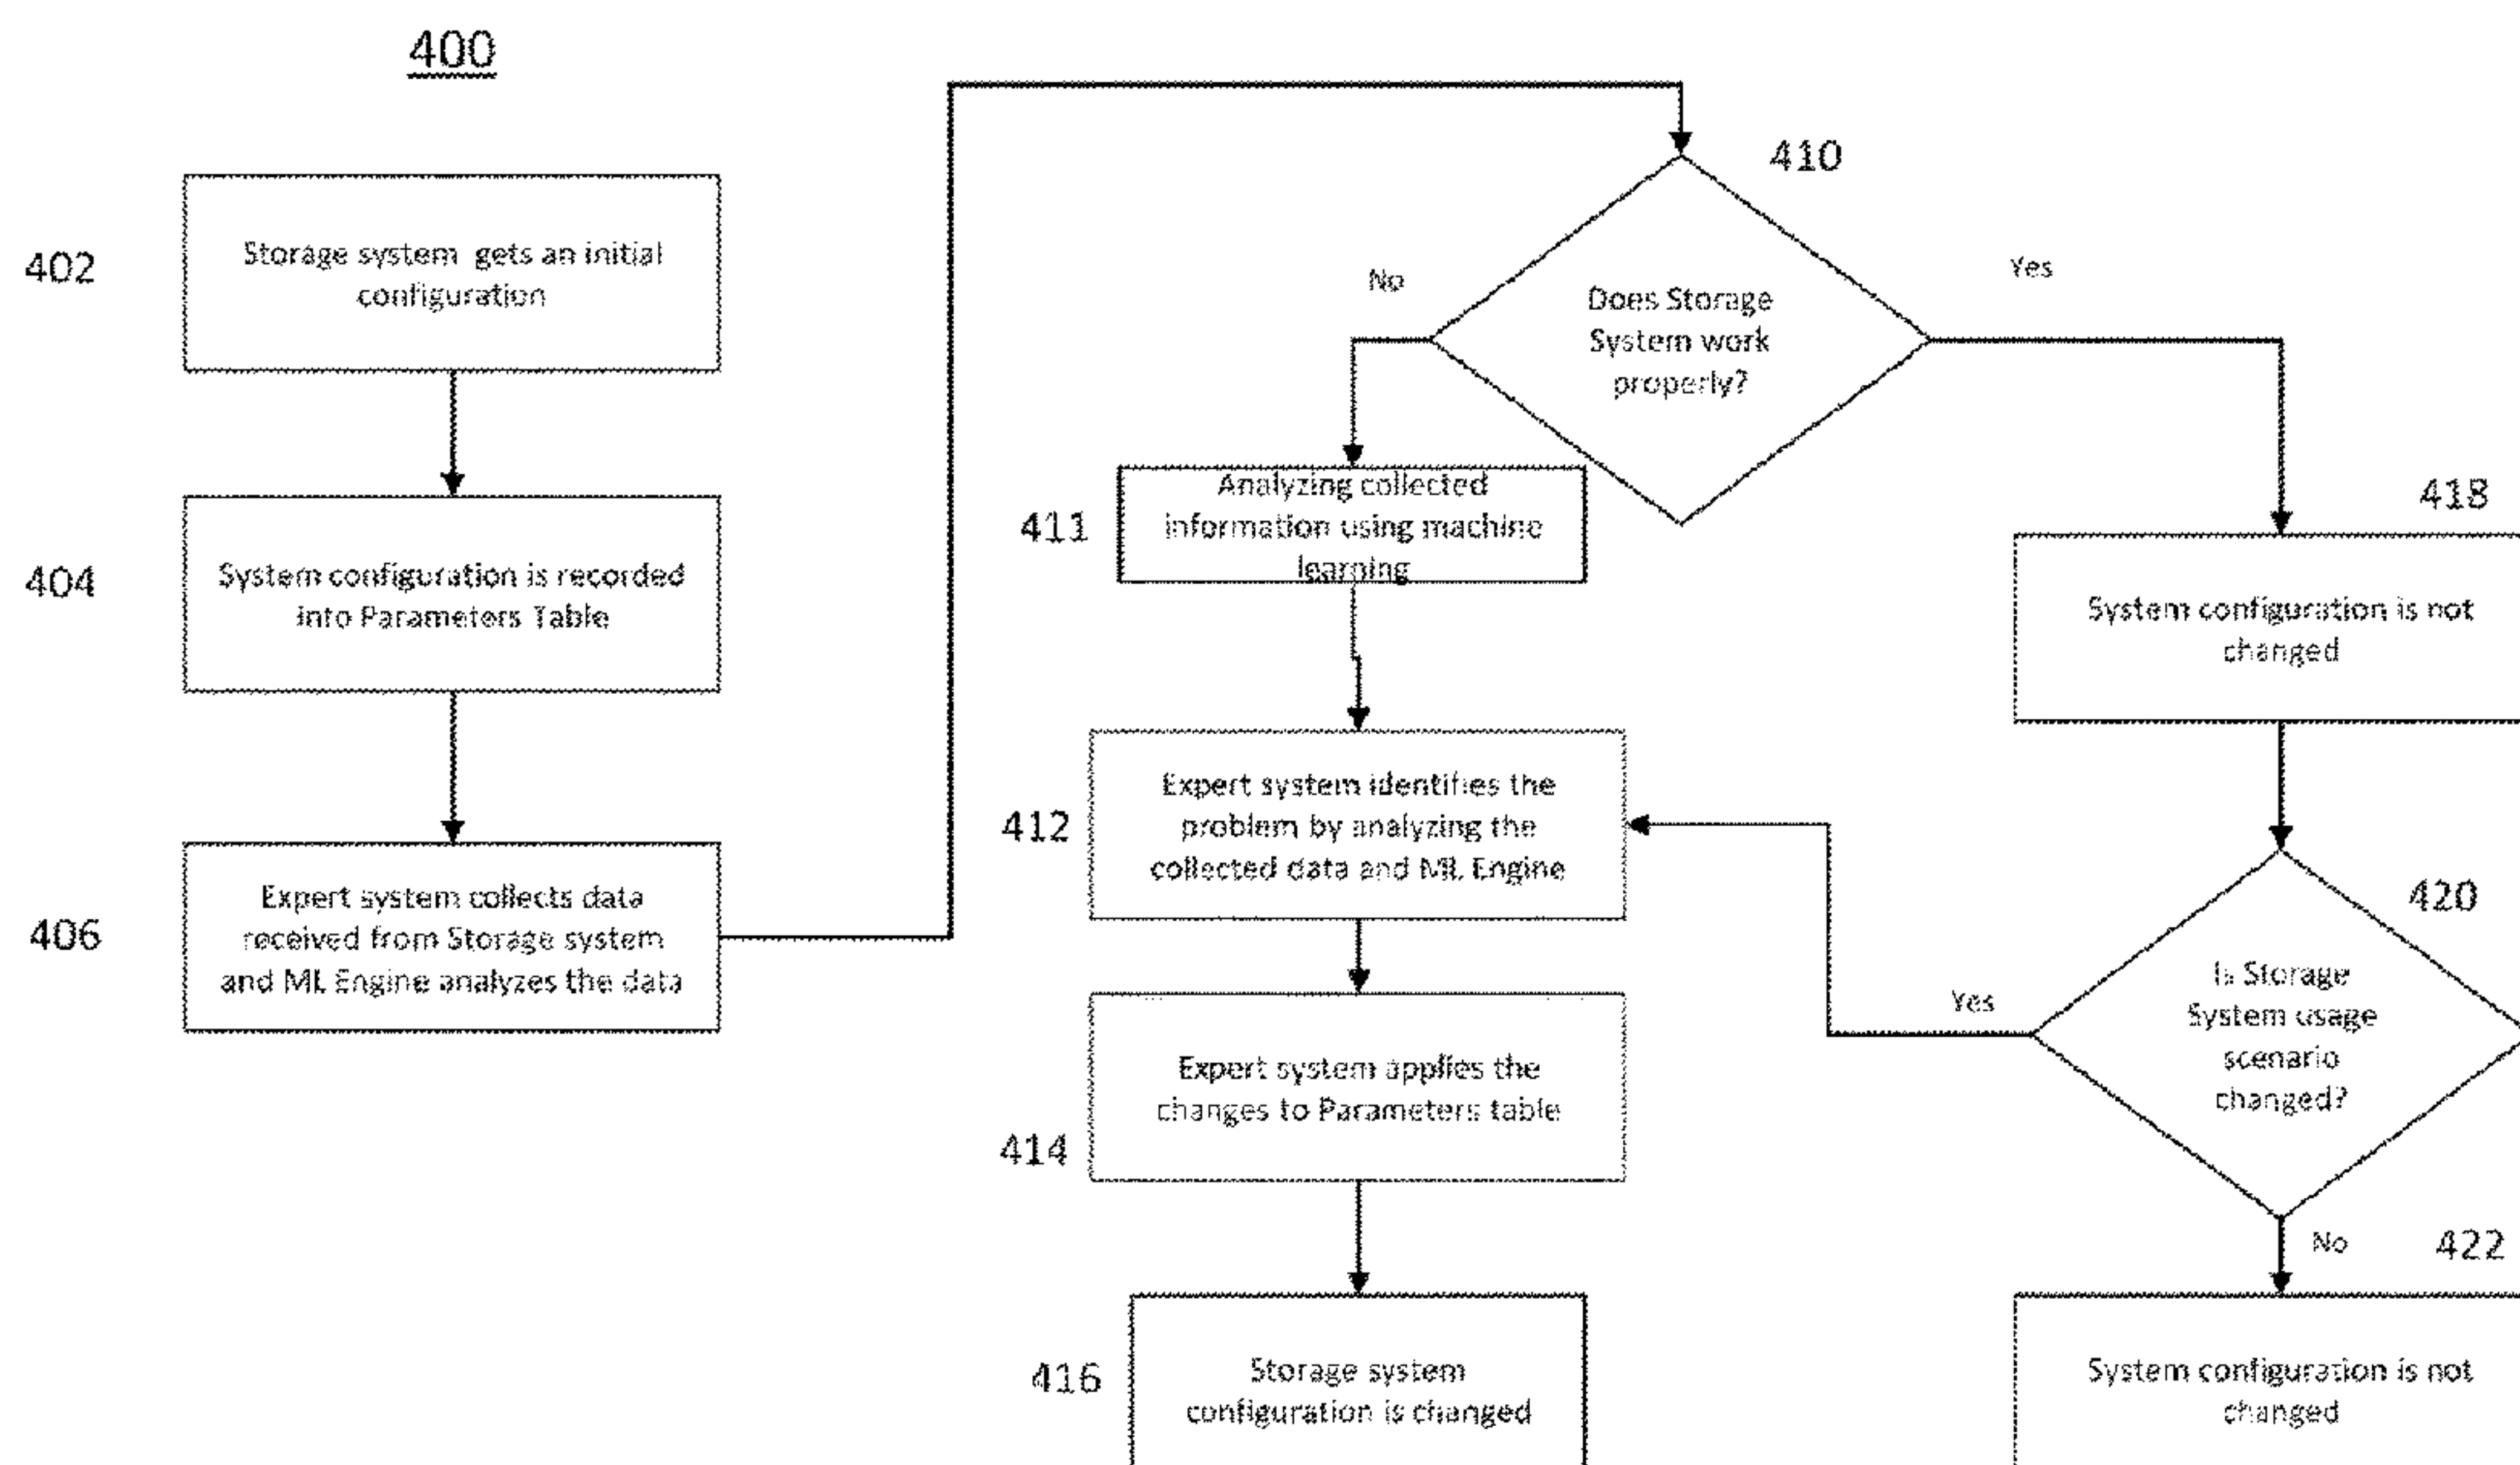 400
402
Storage system gets an initial
configuration
404
System configuration is recorded
into Parameters Table
406
Expert system collects data
received from Storage system
and ML Engine analyzes the data
410
Does Storage
System work
properly?
No
Yes
411
Analyzing collected
information using machine
learning
412
Expert system identifies the
problem by analyzing the
collected data and ML Engine
414
Expert system applies the
changes to Parameters table
416
Storage system
configuration is changed
418
System configuration is not
changed
420
Is Storage
System usage
scenario
changed?
Yes
No
422
System configuration is not
changed